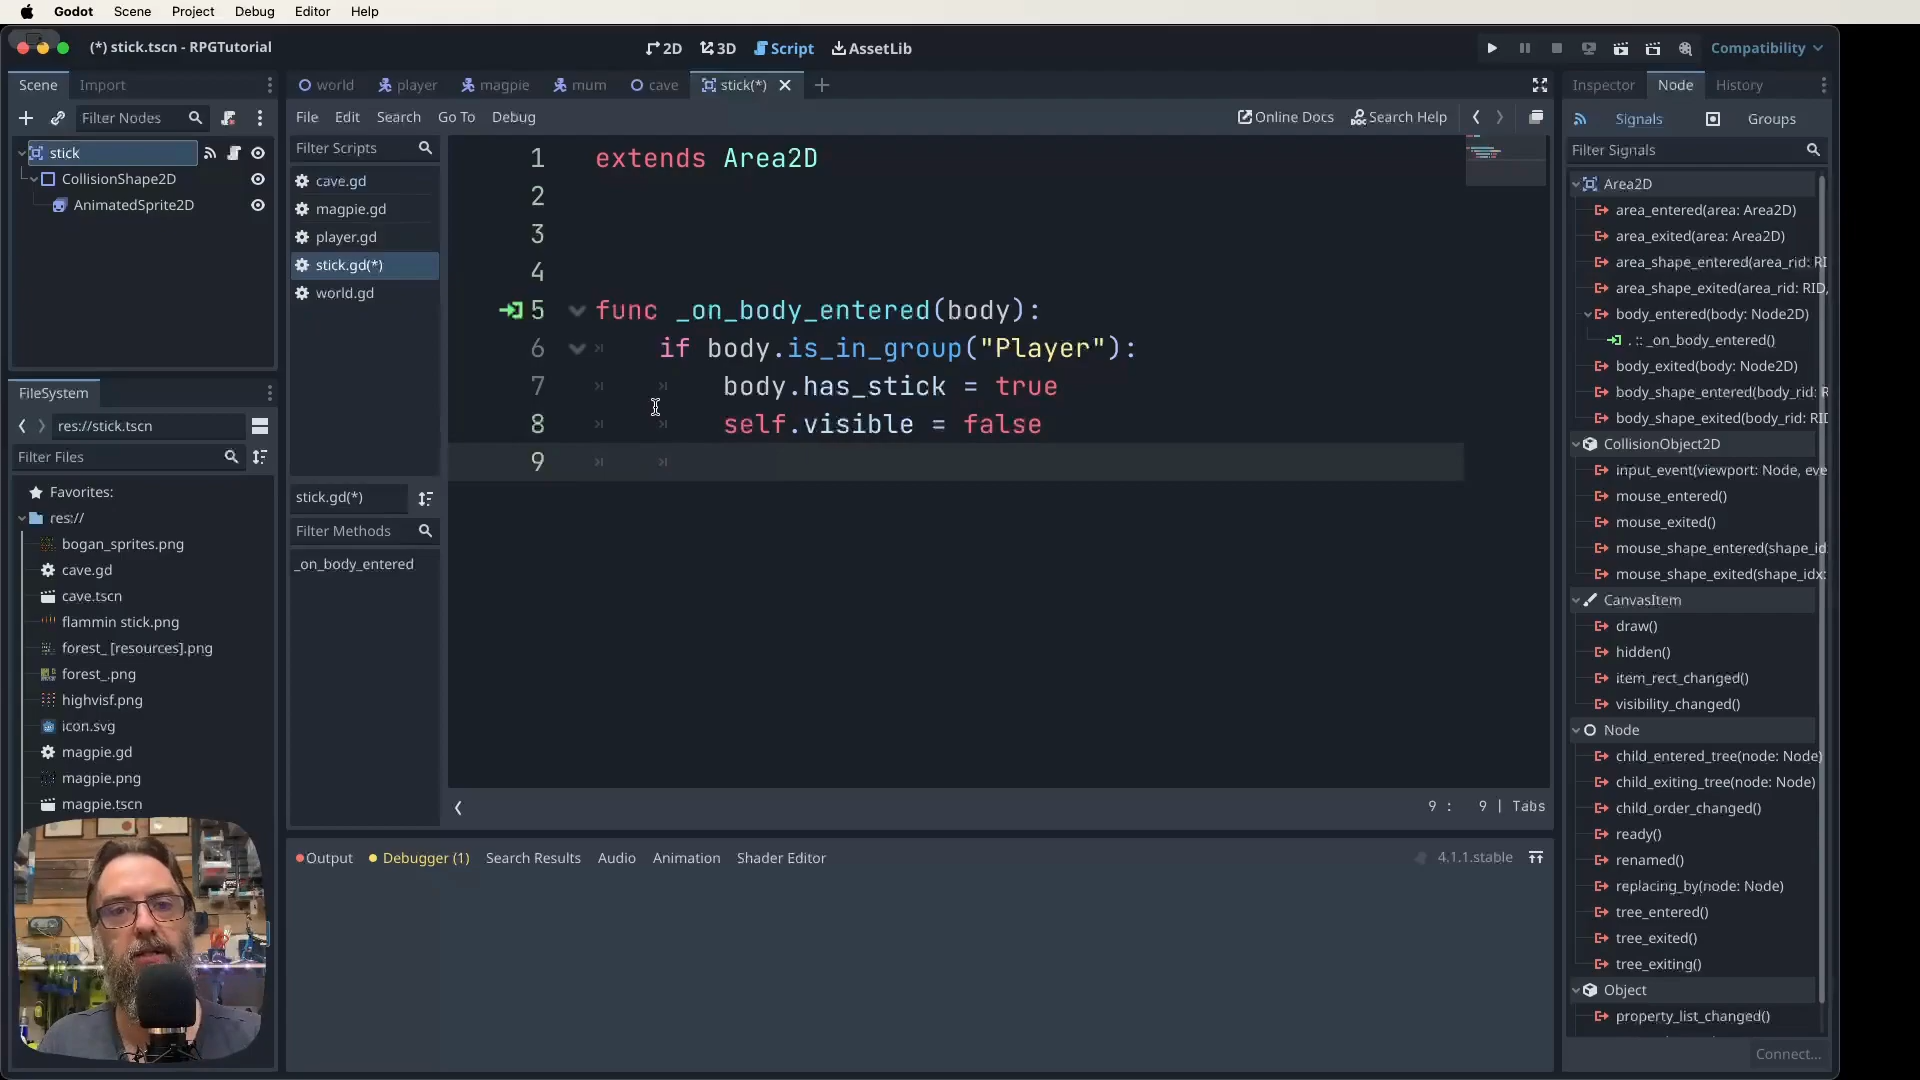 Godot Scene Project Debug Editor Help
(*) stick.tscn - RPGTutorial
2D 3D Script AssetLib
Compatibility
Scene Import
world player magpie mum cave stick(*)
Inspector Node History
Filter Nodes
File Edit Search Go To Debug
Online Docs Search Help
Signals Groups
stick
CollisionShape2D
AnimatedSprite2D
Filter Scripts
cave.gd
magpie.gd
player.gd
stick.gd(*)
world.gd
stick.gd(*)
Filter Methods
_on_body_entered
1 extends Area2D
2
3
4
5 func _on_body_entered(body):
6 if body.is_in_group("Player"):
7 body.has_stick = true
8 self.visible = false
9
9 : 9 | Tabs
FileSystem
res://stick.tscn
Filter Files
Favorites:
res://
bogan_sprites.png
cave.gd
cave.tscn
flammin stick.png
forest_ [resources].png
forest_.png
highvisf.png
icon.svg
magpie.gd
magpie.png
magpie.tscn
Output Debugger (1) Search Results Audio Animation Shader Editor
4.1.1.stable
Filter Signals
Area2D
area_entered(area: Area2D)
area_exited(area: Area2D)
area_shape_entered(area_rid: RI
area_shape_exited(area_rid: RID,
body_entered(body: Node2D)
. :: _on_body_entered()
body_exited(body: Node2D)
body_shape_entered(body_rid: R
body_shape_exited(body_rid: RID
CollisionObject2D
input_event(viewport: Node, eve
mouse_entered()
mouse_exited()
mouse_shape_entered(shape_id
mouse_shape_exited(shape_idx:
CanvasItem
draw()
hidden()
item_rect_changed()
visibility_changed()
Node
child_entered_tree(node: Node)
child_exiting_tree(node: Node)
child_order_changed()
ready()
renamed()
replacing_by(node: Node)
tree_entered()
tree_exited()
tree_exiting()
Object
property_list_changed()
Connect...